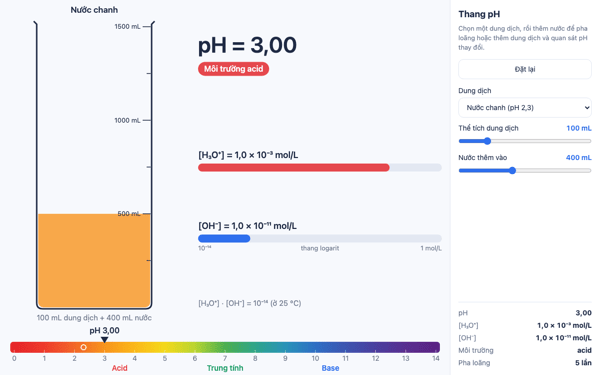 Nước chanh
1500 mL
1000 mL
500 mL
100 mL dung dịch + 400 mL nước
pH = 3,00
Môi trường acid
[H₃O⁺] = 1,0 × 10⁻³ mol/L
[OH⁻] = 1,0 × 10⁻¹¹ mol/L
10⁻¹⁴ thang logarit 1 mol/L
[H₃O⁺] · [OH⁻] = 10⁻¹⁴ (ở 25 °C)
pH 3,00
0 1 2 3 4 5 6 7 8 9 10 11 12 13 14
Acid Trung tính Base
Thang pH
Chọn một dung dịch, rồi thêm nước để pha
loãng hoặc thêm dung dịch và quan sát pH
thay đổi.
Đặt lại
Dung dịch
Nước chanh (pH 2,3)
Thể tích dung dịch 100 mL
Nước thêm vào 400 mL
pH 3,00
[H₃O⁺] 1,0 × 10⁻³ mol/L
[OH⁻] 1,0 × 10⁻¹¹ mol/L
Môi trường acid
Pha loãng 5 lần